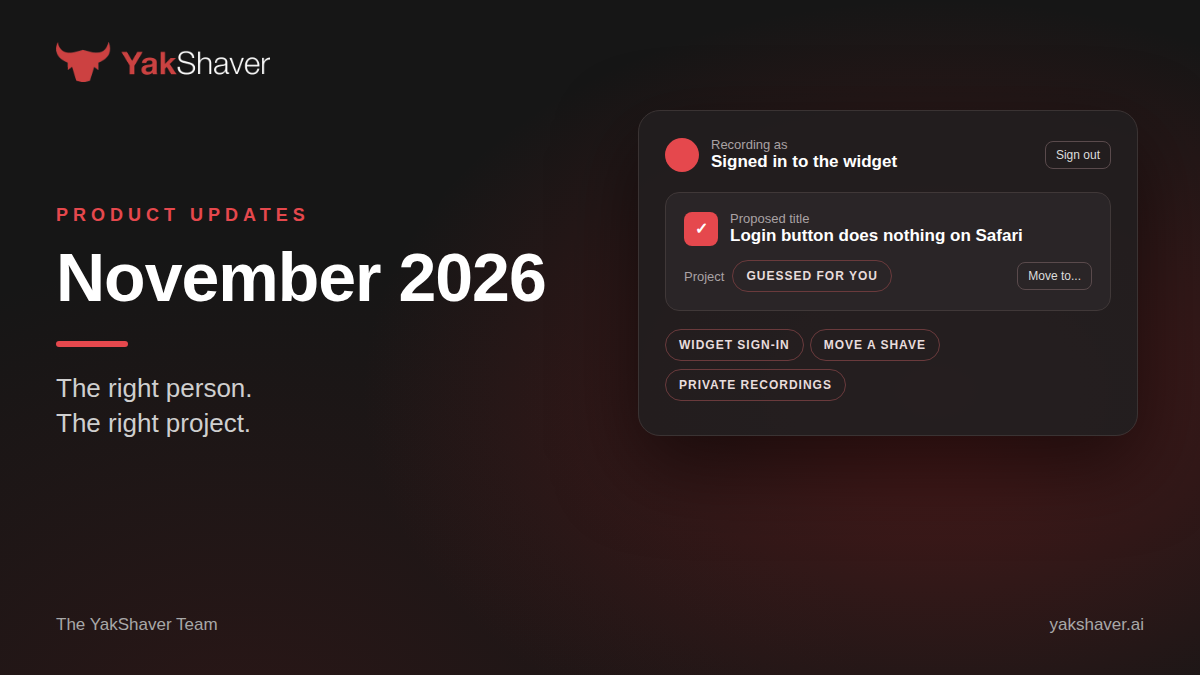 YakShaver
PRODUCT UPDATES
November 2026
The right person.
The right project.
Recording as
Signed in to the widget
Sign out
✓
Proposed title
Login button does nothing on Safari
Project
GUESSED FOR YOU
Move to...
WIDGET SIGN-IN
MOVE A SHAVE
PRIVATE RECORDINGS
The YakShaver Team
yakshaver.ai